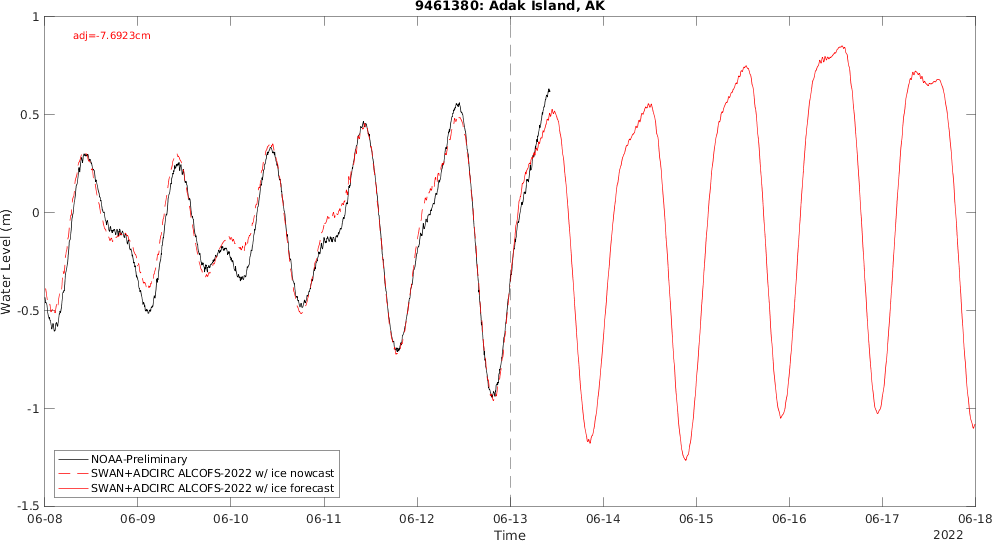 9461380: Adak Island, AK
adj=-7.6923cm
1
0.5
0
-0.5
-1
-1.5
Water Level (m)
NOAA-Preliminary
SWAN+ADCIRC ALCOFS-2022 w/ ice nowcast
SWAN+ADCIRC ALCOFS-2022 w/ ice forecast
06-08 06-09 06-10 06-11 06-12 06-13 06-14 06-15 06-16 06-17 06-18
Time
2022